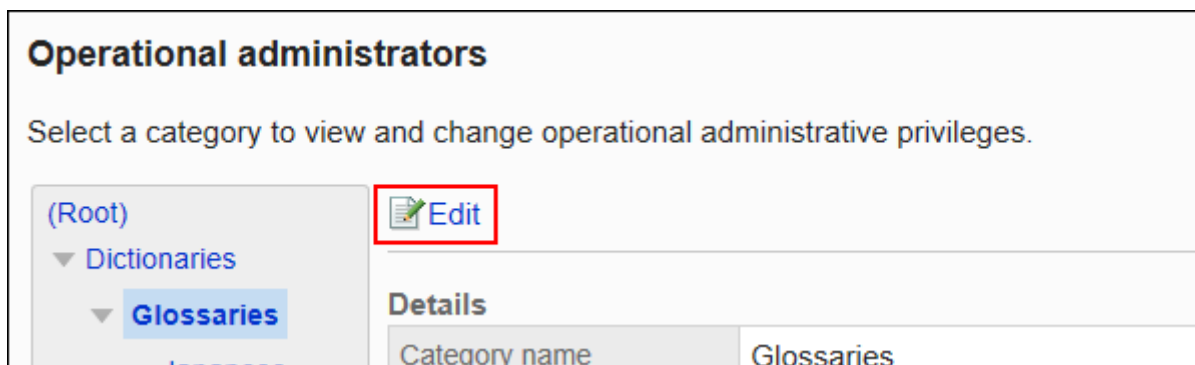 Operational administrators
Select a category to view and change operational administrative privileges.
(Root)
Edit
Dictionaries
Glossaries
Details
Category name
Glossaries